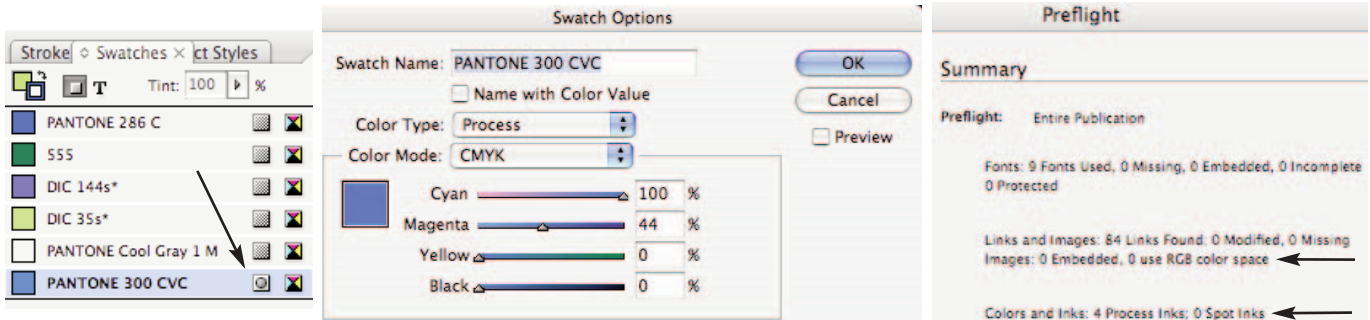 Stroke ◇ Swatches × ct Styles
T Tint: 100 %
PANTONE 286 C
555
DIC 144s*
DIC 35s*
PANTONE Cool Gray 1 M
PANTONE 300 CVC
Swatch Options
Swatch Name: PANTONE 300 CVC
Name with Color Value
Color Type: Process
Color Mode: CMYK
Cyan 100 %
Magenta 44 %
Yellow 0 %
Black 0 %
OK
Cancel
Preview
Preflight
Summary
Preflight: Entire Publication
Fonts: 9 Fonts Used, 0 Missing, 0 Embedded, 0 Incomplete
0 Protected
Links and Images: 84 Links Found; 0 Modified, 0 Missing
Images: 0 Embedded, 0 use RGB color space
Colors and Inks: 4 Process Inks; 0 Spot Inks